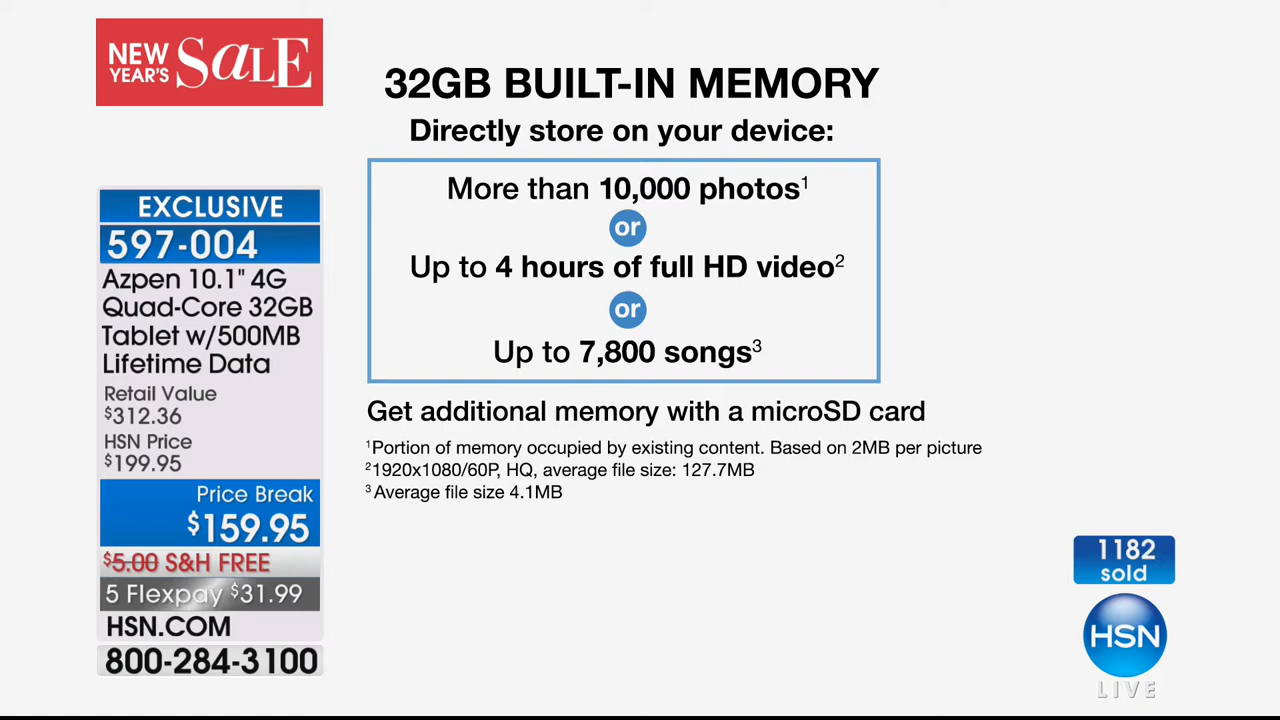 NEW YEAR'S SALE
EXCLUSIVE
597-004
Azpen 10.1" 4G
Quad-Core 32GB
Tablet w/500MB
Lifetime Data
Retail Value
$312.36
HSN Price
$199.95
Price Break
$159.95
$5.00 S&H FREE
5 Flexpay $31.99
HSN.COM
800-284-3100
32GB BUILT-IN MEMORY
Directly store on your device:
More than 10,000 photos¹
or
Up to 4 hours of full HD video²
or
Up to 7,800 songs³
Get additional memory with a microSD card
¹Portion of memory occupied by existing content. Based on 2MB per picture
²1920x1080/60P, HQ, average file size: 127.7MB
³ Average file size 4.1MB
1182
sold
HSN
LIVE